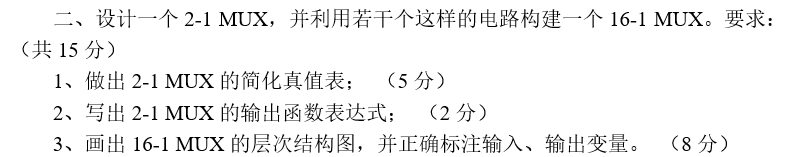 二、设计一个 2-1 MUX，并利用若干个这样的电路构建一个 16-1 MUX。要求：
（共 15 分）
1、做出 2-1 MUX 的简化真值表； （5 分）
2、写出 2-1 MUX 的输出函数表达式； （2 分）
3、画出 16-1 MUX 的层次结构图，并正确标注输入、输出变量。 （8 分）